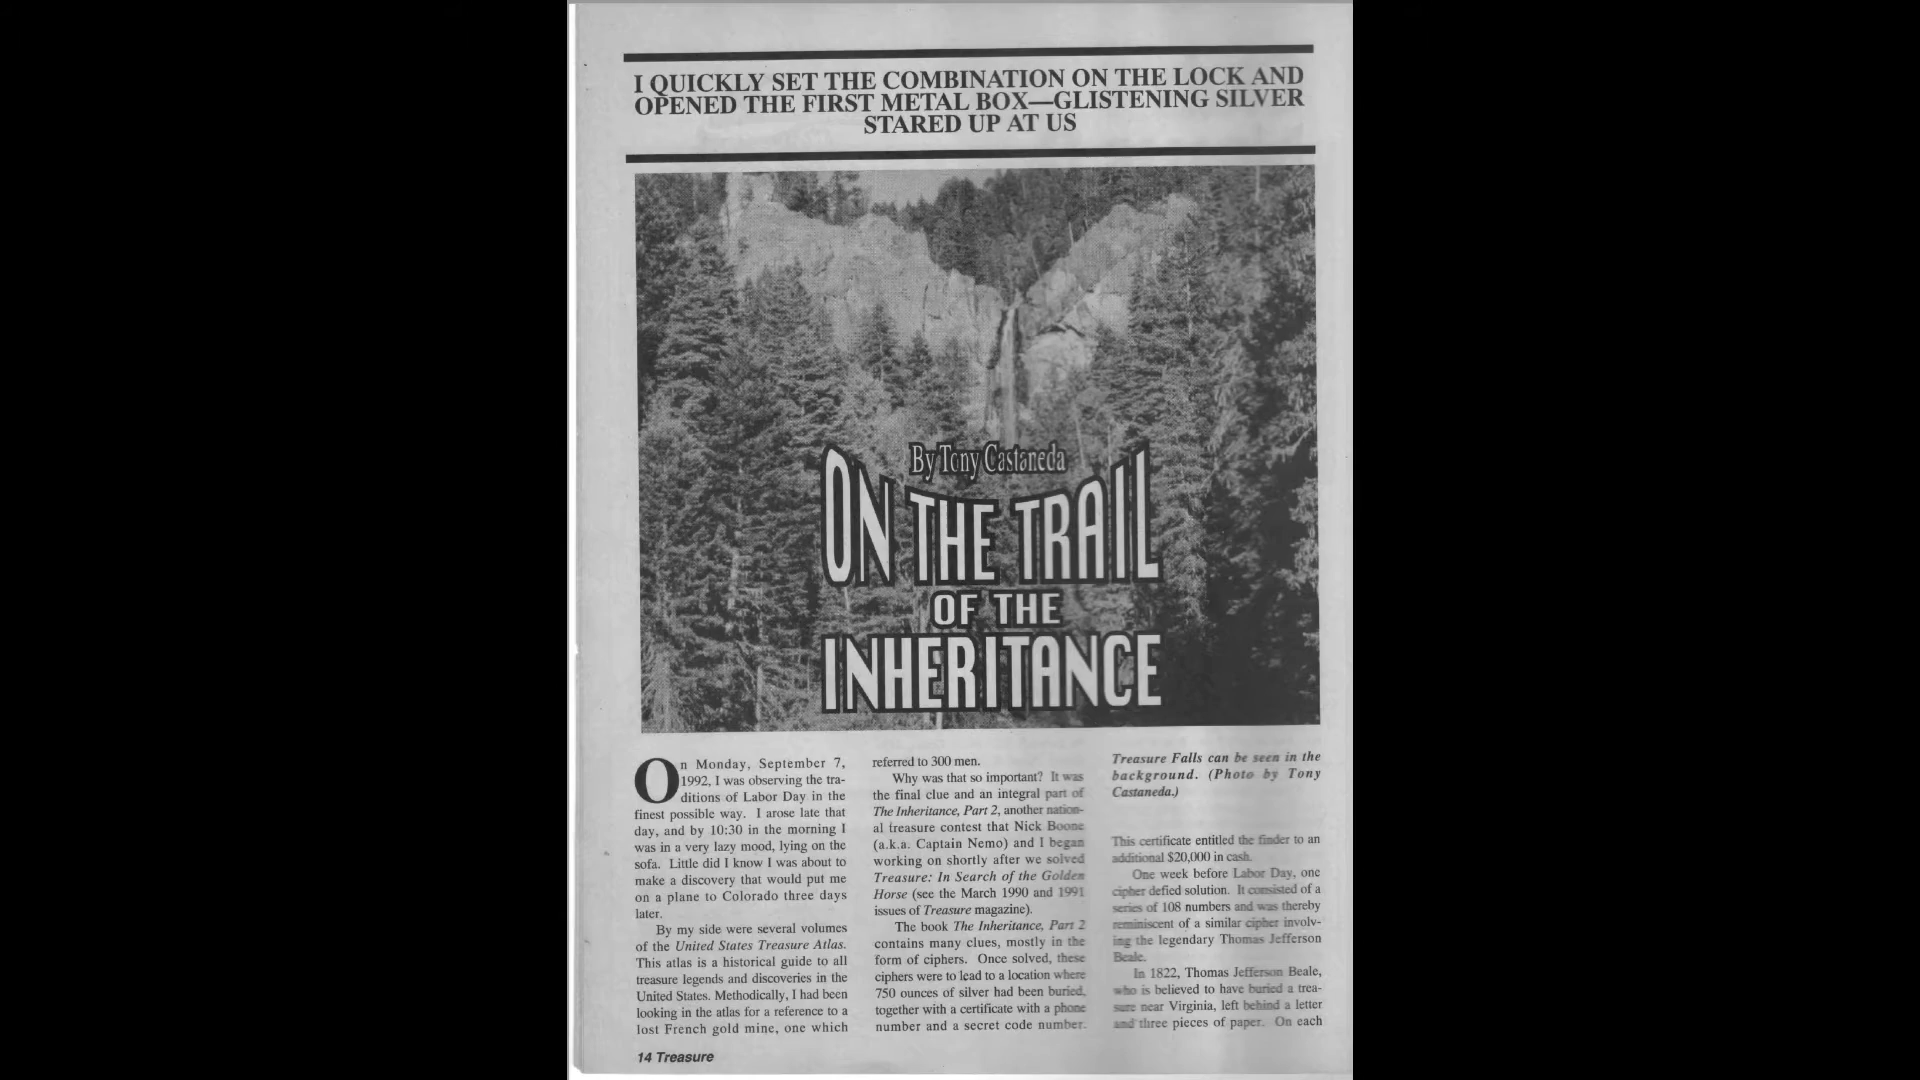 I QUICKLY SET THE COMBINATION ON THE LOCK AND
OPENED THE FIRST METAL BOX—GLISTENING SILVER
STARED UP AT US
By Tony Castaneda
ON THE TRAIL
OF THE
INHERITANCE
On Monday, September 7,
1992, I was observing the tra-
ditions of Labor Day in the
finest possible way. I arose late that
day, and by 10:30 in the morning I
was in a very lazy mood, lying on the
sofa. Little did I know I was about to
make a discovery that would put me
on a plane to Colorado three days
later.
By my side were several volumes
of the United States Treasure Atlas.
This atlas is a historical guide to all
treasure legends and discoveries in the
United States. Methodically, I had been
looking in the atlas for a reference to a
lost French gold mine, one which
referred to 300 men.
Why was that so important? It was
the final clue and an integral part of
The Inheritance, Part 2, another nation-
al treasure contest that Nick Boone
(a.k.a. Captain Nemo) and I began
working on shortly after we solved
Treasure: In Search of the Golden
Horse (see the March 1990 and 1991
issues of Treasure magazine).
The book The Inheritance, Part 2
contains many clues, mostly in the
form of ciphers. Once solved, these
ciphers were to lead to a location where
750 ounces of silver had been buried,
together with a certificate with a phone
number and a secret code number.
Treasure Falls can be seen in the
background. (Photo by Tony
Castaneda.)
This certificate entitled the finder to an
additional $20,000 in cash.
One week before Labor Day, one
cipher defied solution. It consisted of a
series of 108 numbers and was thereby
reminiscent of a similar cipher involv-
ing the legendary Thomas Jefferson
Beale.
In 1822, Thomas Jefferson Beale,
who is believed to have buried a trea-
sure near Virginia, left behind a letter
and three pieces of paper. On each
14 Treasure